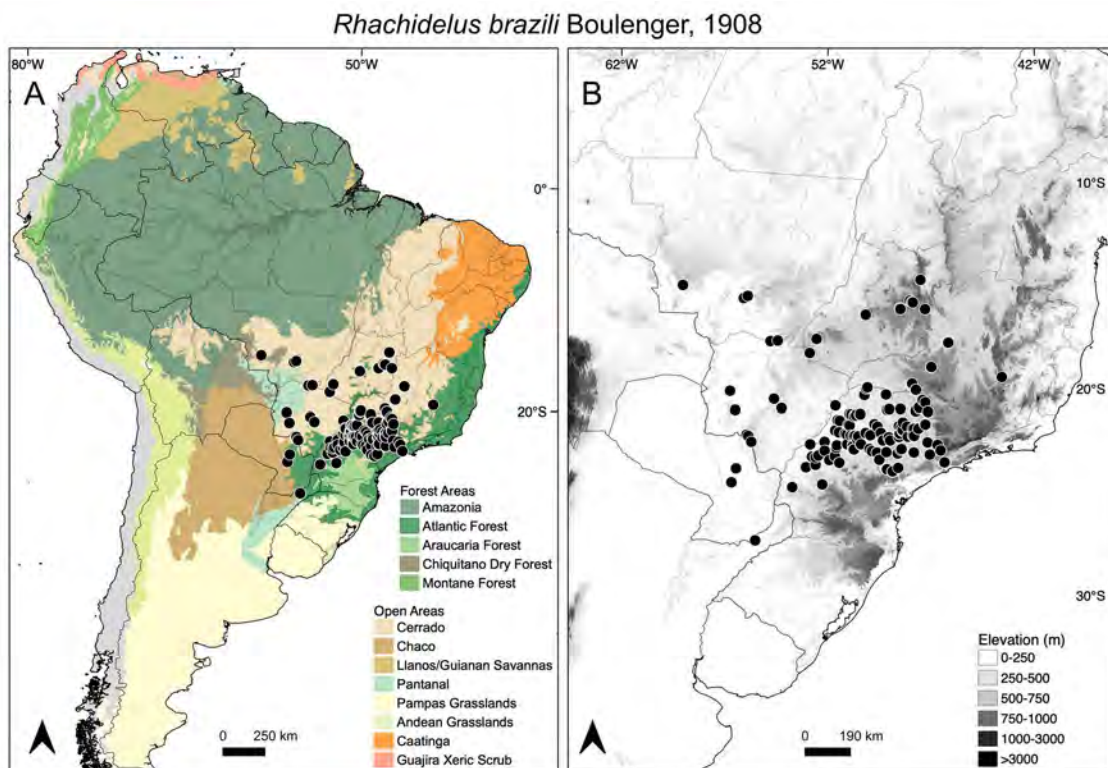 Rhachidelus brazili Boulenger, 1908
A
80°W
50°W
0°
20°S
Forest Areas
Amazonia
Atlantic Forest
Araucaria Forest
Chiquitano Dry Forest
Montane Forest
Open Areas
Cerrado
Chaco
Llanos/Guianan Savannas
Pantanal
Pampas Grasslands
Andean Grasslands
Caatinga
Guajira Xeric Scrub
0 250 km
B
62°W
52°W
42°W
10°S
20°S
30°S
Elevation (m)
0-250
250-500
500-750
750-1000
1000-3000
>3000
0 190 km